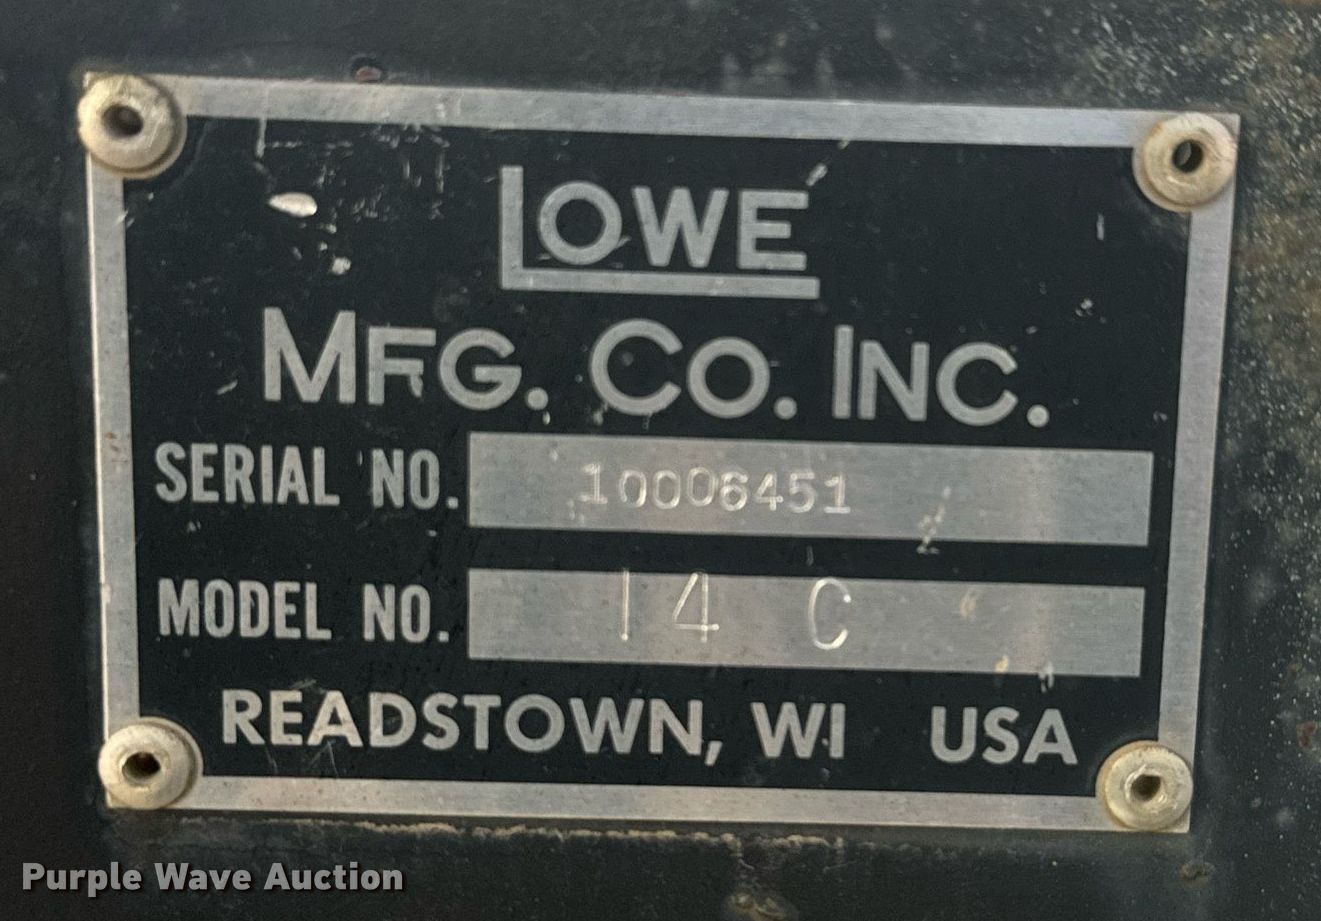 LOWE
MFG. CO. INC.
SERIAL NO. 10006451
MODEL NO. 14 C
READSTOWN, WI USA
Purple Wave Auction